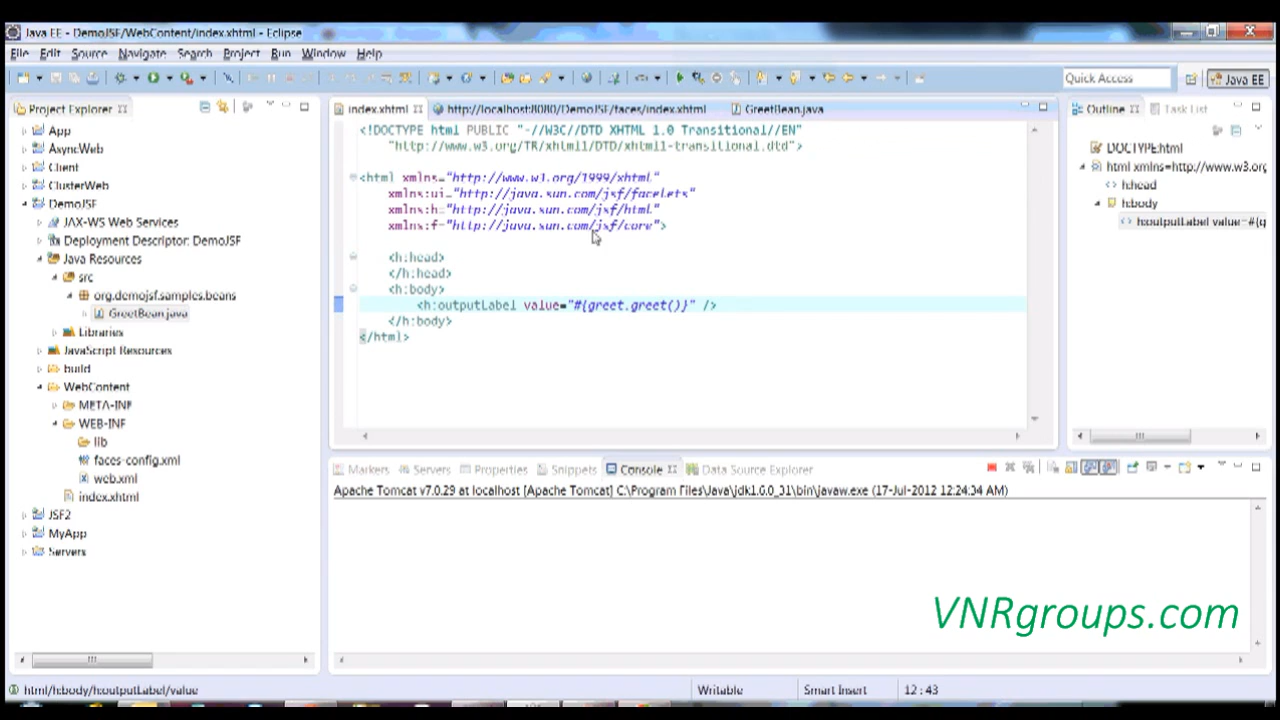 Java EE - DemoJSF/WebContent/index.xhtml - Eclipse
File Edit Source Navigate Search Project Run Window Help
Quick Access Java EE
Project Explorer
App
AsyncWeb
Client
ClusterWeb
DemoJSF
JAX-WS Web Services
Deployment Descriptor: DemoJSF
Java Resources
src
org.demojsf.samples.beans
GreetBean.java
Libraries
JavaScript Resources
build
WebContent
META-INF
WEB-INF
lib
faces-config.xml
web.xml
index.xhtml
JSF2
MyApp
Servers
index.xhtml http://localhost:8080/DemoJSF/faces/index.xhtml GreetBean.java
<!DOCTYPE html PUBLIC "-//W3C//DTD XHTML 1.0 Transitional//EN"
"http://www.w3.org/TR/xhtml1/DTD/xhtml1-transitional.dtd">
<html xmlns="http://www.w3.org/1999/xhtml"
xmlns:ui="http://java.sun.com/jsf/facelets"
xmlns:h="http://java.sun.com/jsf/html"
xmlns:f="http://java.sun.com/jsf/core">
<h:head>
</h:head>
<h:body>
<h:outputLabel value="#{greet.greet()}" />
</h:body>
</html>
Outline Task List
DOCTYPE:html
html xmlns=http://www.w3.org
h:head
h:body
h:outputLabel value=#{g
Markers Servers Properties Snippets Console Data Source Explorer
Apache Tomcat v7.0.29 at localhost [Apache Tomcat] C:\Program Files\Java\jdk1.6.0_31\bin\javaw.exe (17-Jul-2012 12:24:34 AM)
VNRgroups.com
html/h:body/h:outputLabel/value Writable Smart Insert 12 : 43